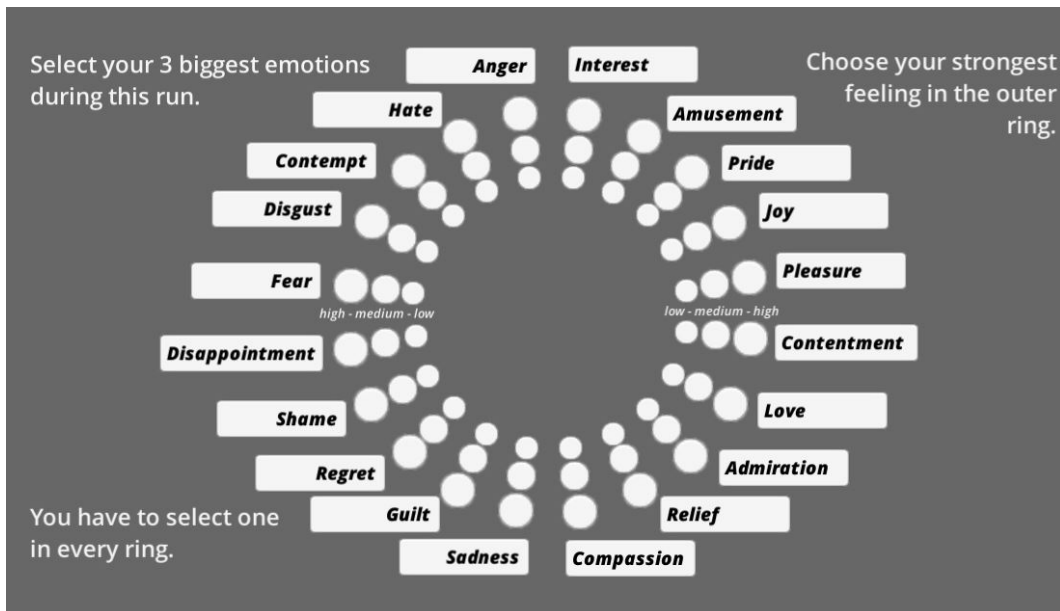 Select your 3 biggest emotions
during this run.
Choose your strongest
feeling in the outer
ring.
Anger
Interest
Hate
Amusement
Contempt
Pride
Disgust
Joy
Fear
Pleasure
high - medium - low
low - medium - high
Disappointment
Contentment
Shame
Love
Regret
Admiration
Guilt
Relief
You have to select one
in every ring.
Sadness
Compassion